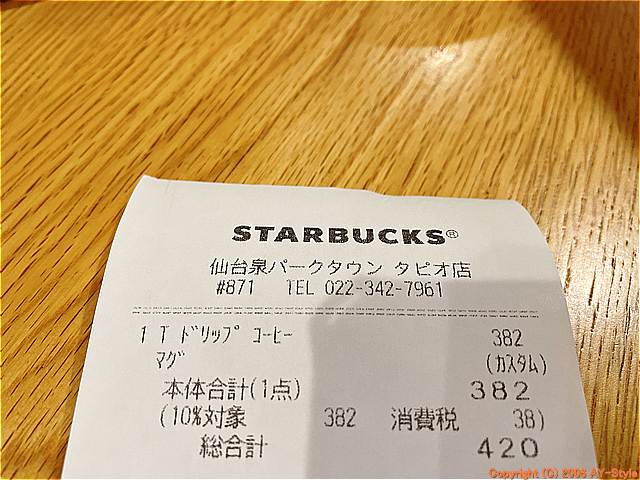 STARBUCKS®
仙台泉パークタウン タピオ店
#871 TEL 022-342-7961
1 T ﾄﾞﾘｯﾌﾟ ｺｰﾋｰ 382
ﾏｸﾞ (ｶｽﾀﾑ)
本体合計(1点) 382
(10%対象 382 消費税 38)
総合計 420
Copyright (C) 2006 AY-Style